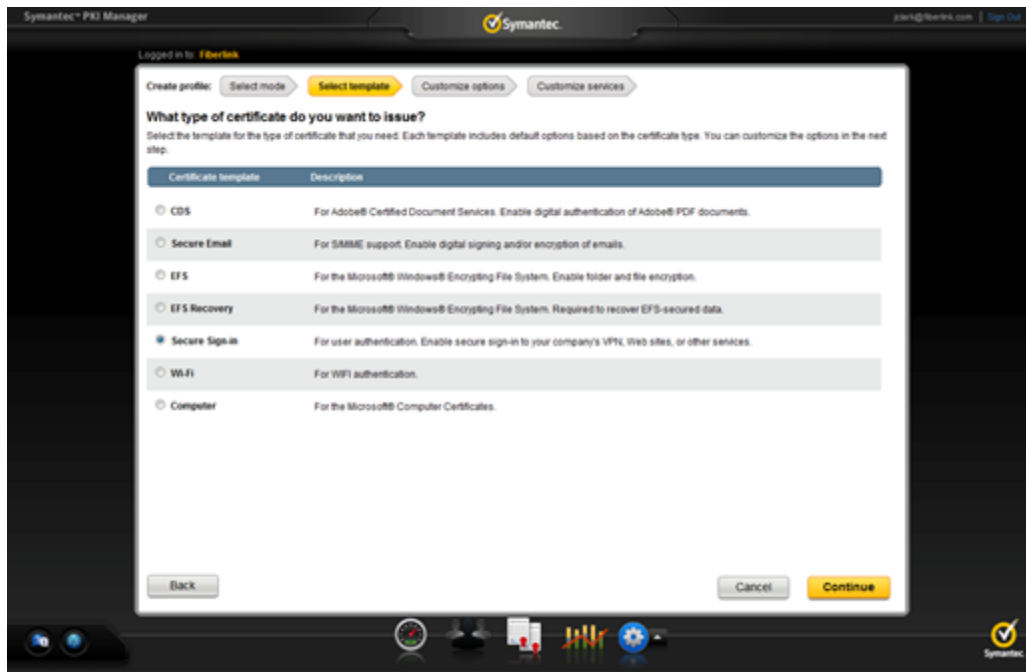 Symantec™ PKI Manager
Symantec.
jclark@fiberlink.com | Sign Out
Logged in to: Fiberlink
Create profile: Select mode Select template Customize options Customize services
What type of certificate do you want to issue?
Select the template for the type of certificate that you need. Each template includes default options based on the certificate type. You can customize the options in the next
step.
Certificate template Description
CDS For Adobe® Certified Document Services. Enable digital authentication of Adobe® PDF documents.
Secure Email For S/MIME support. Enable digital signing and/or encryption of emails.
EFS For the Microsoft® Windows® Encrypting File System. Enable folder and file encryption.
EFS Recovery For the Microsoft® Windows® Encrypting File System. Required to recover EFS-secured data.
Secure Sign-in For user authentication. Enable secure sign-in to your company's VPN, Web sites, or other services.
Wi-Fi For WIFI authentication.
Computer For the Microsoft® Computer Certificates.
Back Cancel Continue
Symantec.